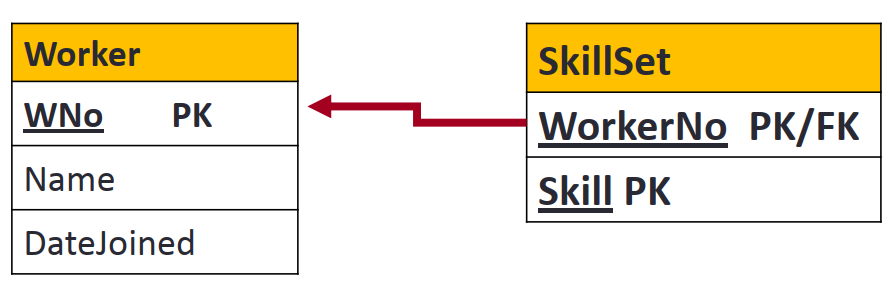 Worker
WNo PK
Name
DateJoined
SkillSet
WorkerNo PK/FK
Skill PK